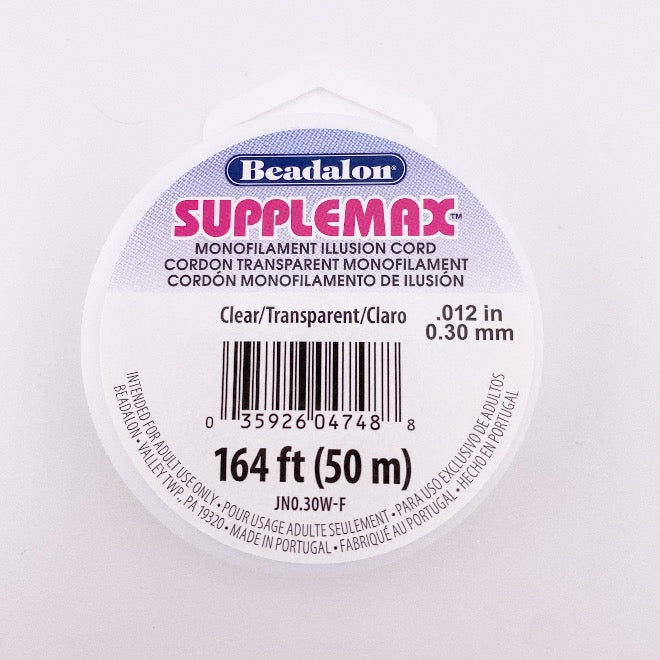 Beadalon®
SUPPLEMAX™
MONOFILAMENT ILLUSION CORD
CORDON TRANSPARENT MONOFILAMENT
CORDÓN MONOFILAMENTO DE ILUSIÓN
Clear/Transparent/Claro
.012 in
0.30 mm
0 35926 04748 8
164 ft (50 m)
JN0.30W-F
INTENDED FOR ADULT USE ONLY • POUR USAGE ADULTE SEULEMENT • PARA USO EXCLUSIVO DE ADULTOS
BEADALON • VALLEY TWP., PA 19320 • MADE IN PORTUGAL • FABRIQUÉ AU PORTUGAL • HECHO EN PORTUGAL